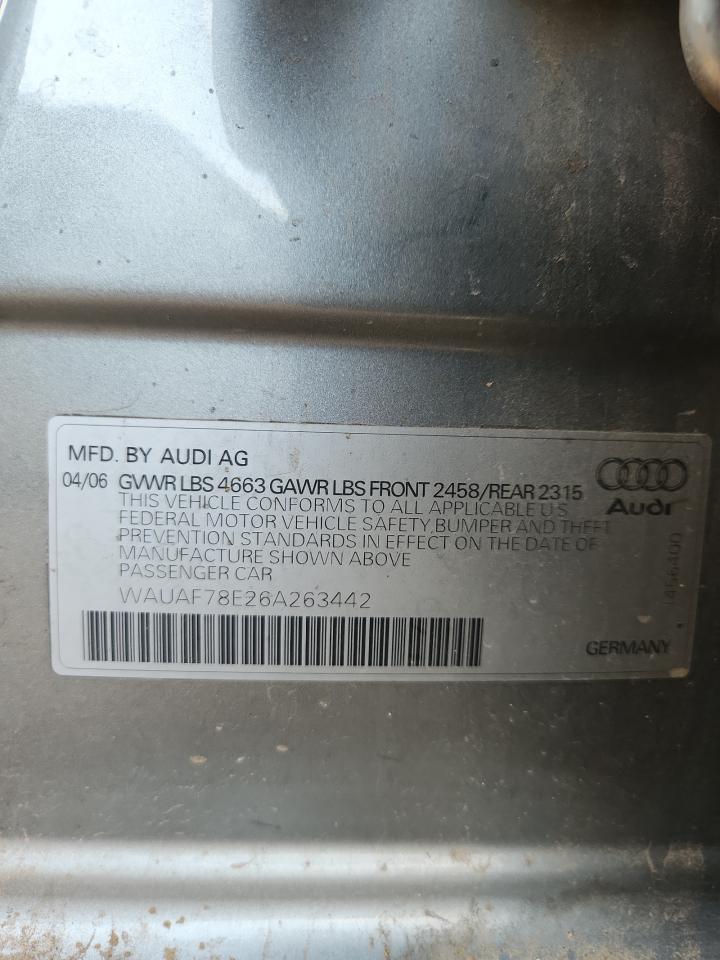 MFD. BY AUDI AG
04/06 GVWR LBS 4663 GAWR LBS FRONT 2458/REAR 2315
Audi
THIS VEHICLE CONFORMS TO ALL APPLICABLE U.S
FEDERAL MOTOR VEHICLE SAFETY, BUMPER AND THEFT
PREVENTION STANDARDS IN EFFECT ON THE DATE OF
MANUFACTURE SHOWN ABOVE
PASSENGER CAR
WAUAF78E26A263442
GERMANY